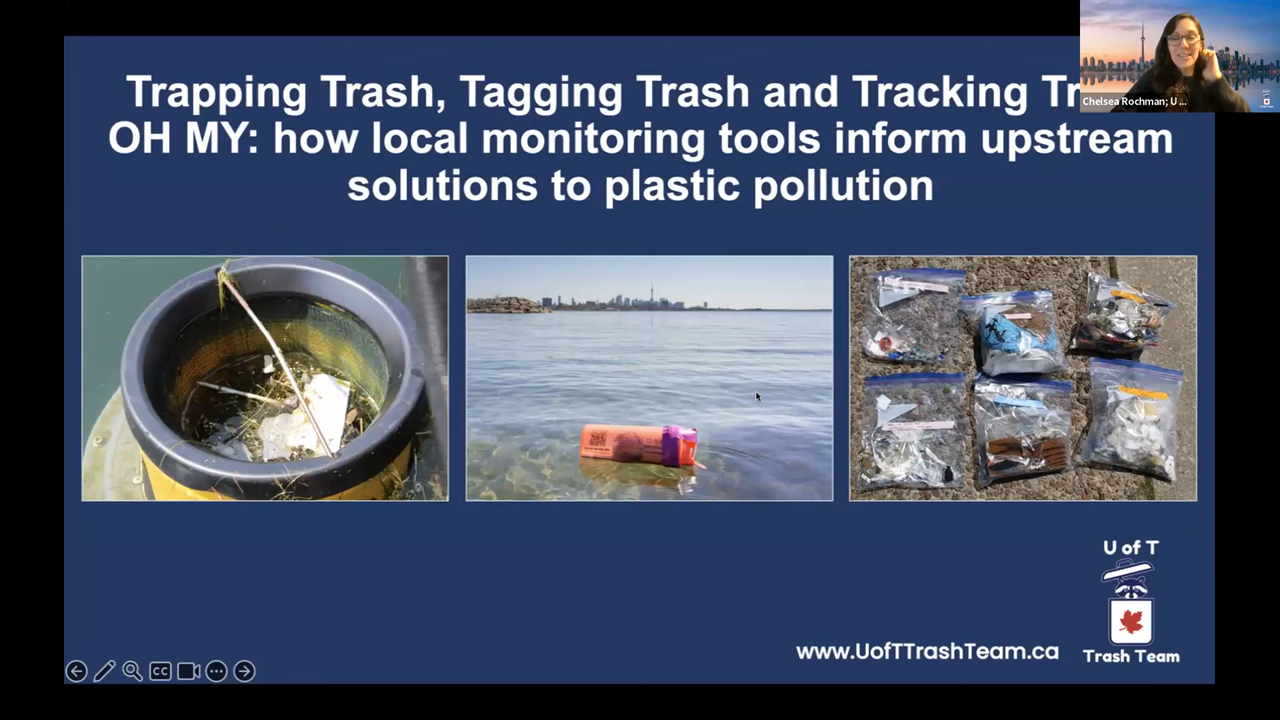 Trapping Trash, Tagging Trash and Tracking Tr
OH MY: how local monitoring tools inform upstream
solutions to plastic pollution
Chelsea Rochman; U ...
U of T
Trash Team
www.UofTTrashTeam.ca
CC